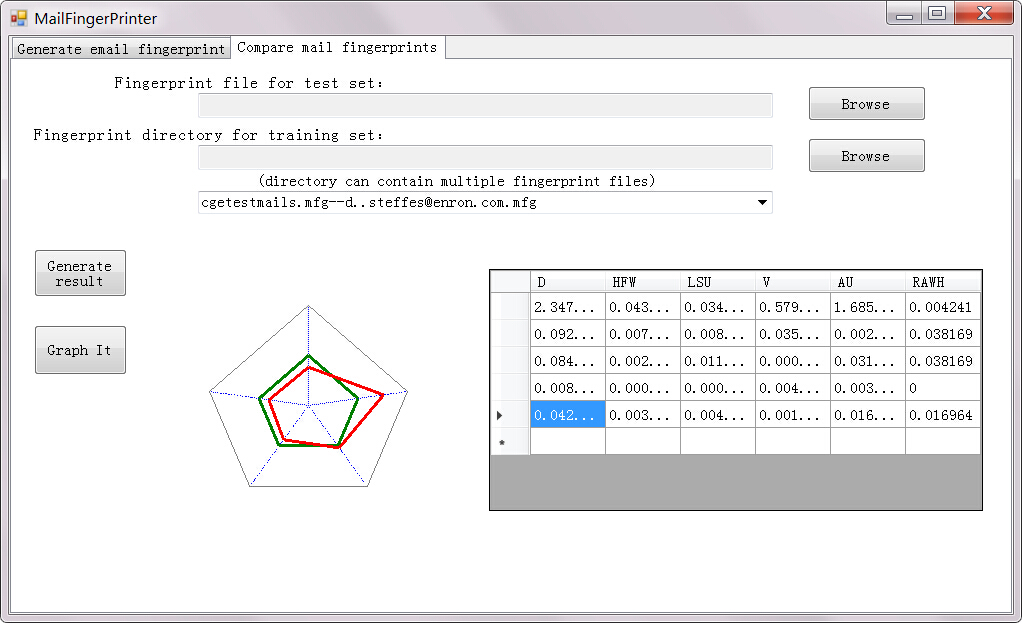 MailFingerPrinter
Generate email fingerprint Compare mail fingerprints
Fingerprint file for test set:
Browse
Fingerprint directory for training set:
Browse
(directory can contain multiple fingerprint files)
cgetestmails.mfg--d..steffes@enron.com.mfg
Generate
result
Graph It
D HFW LSU V AU RAWH
2.347... 0.043... 0.034... 0.579... 1.685... 0.004241
0.092... 0.007... 0.008... 0.035... 0.002... 0.038169
0.084... 0.002... 0.011... 0.000... 0.031... 0.038169
0.008... 0.000... 0.000... 0.004... 0.003... 0
0.042... 0.003... 0.004... 0.001... 0.016... 0.016964